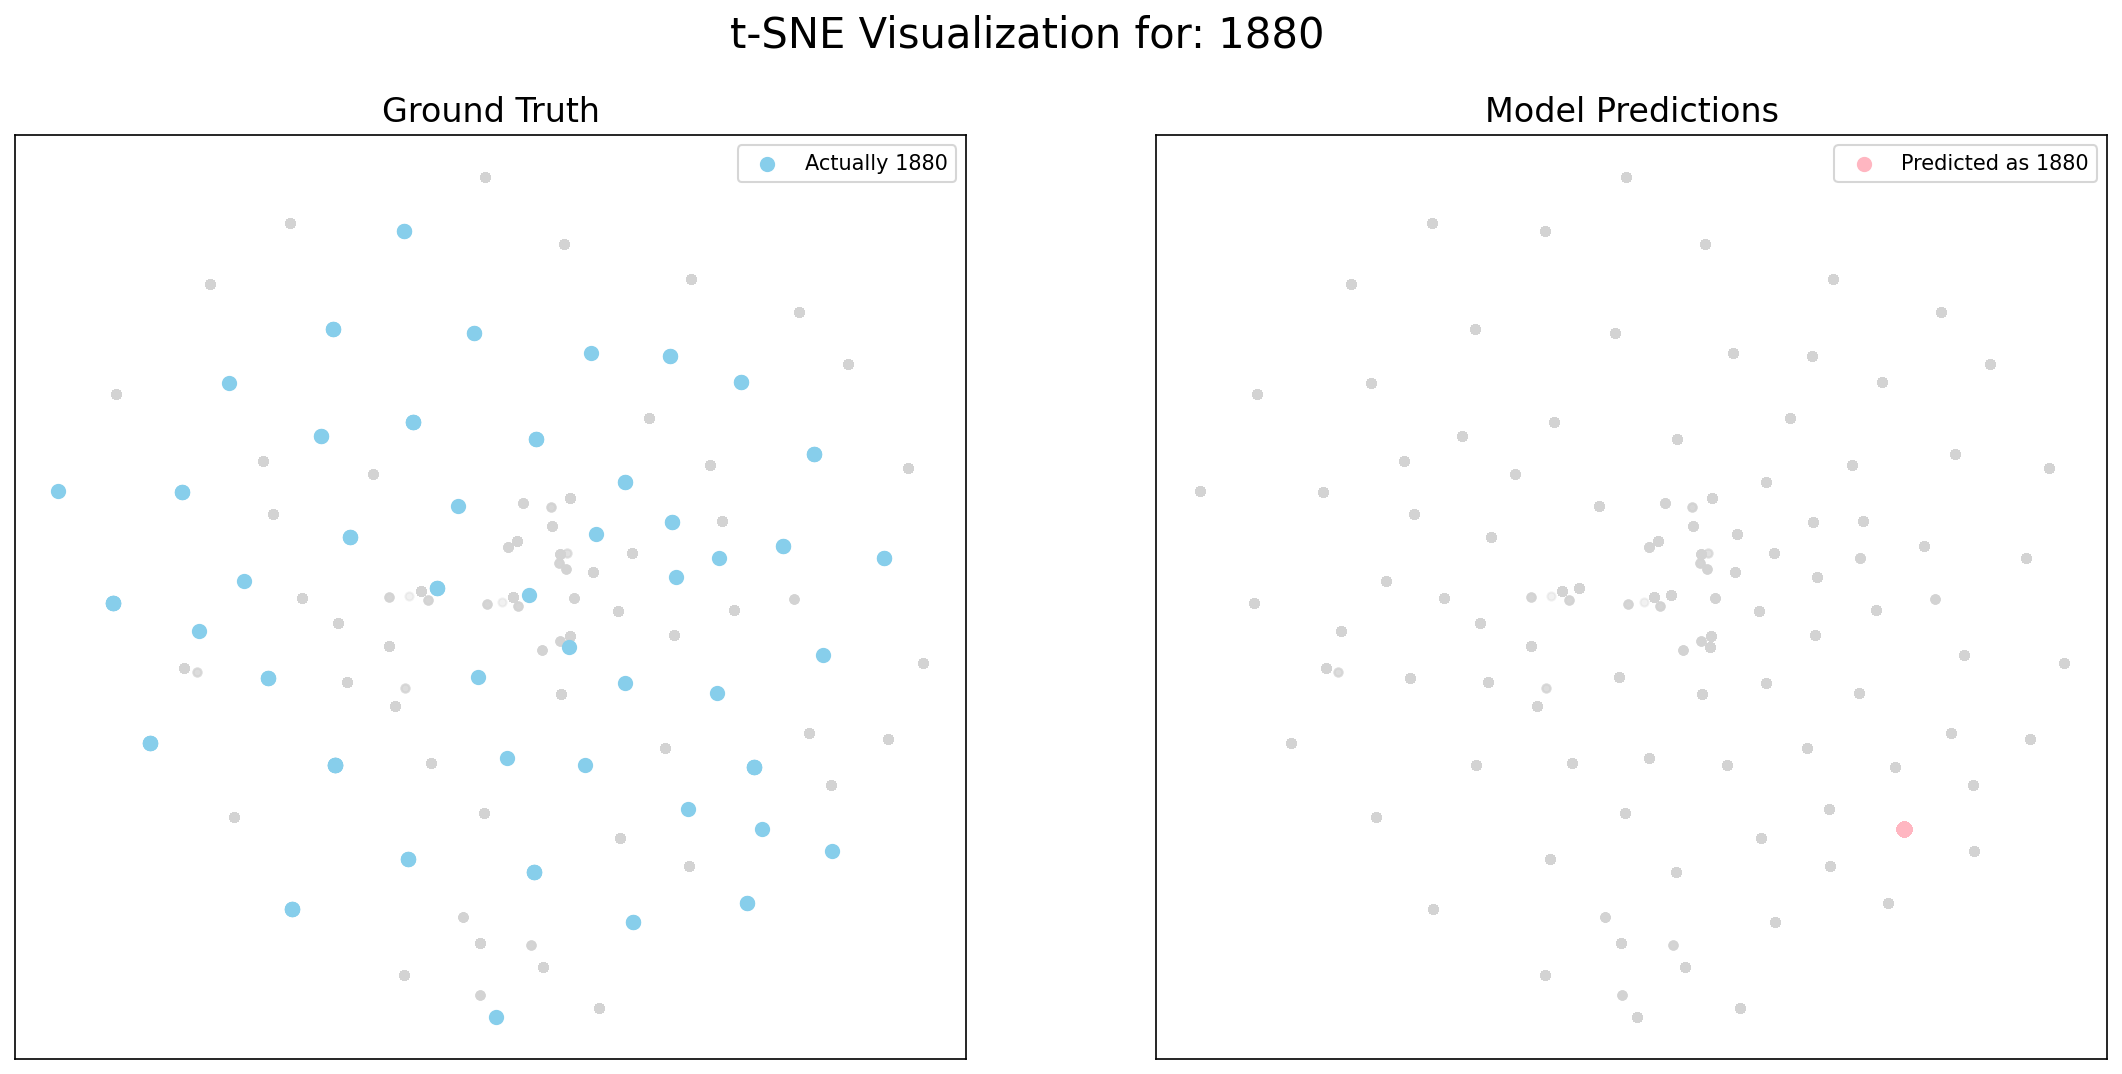 t-SNE Visualization for: 1880
Ground Truth
Actually 1880
Model Predictions
Predicted as 1880